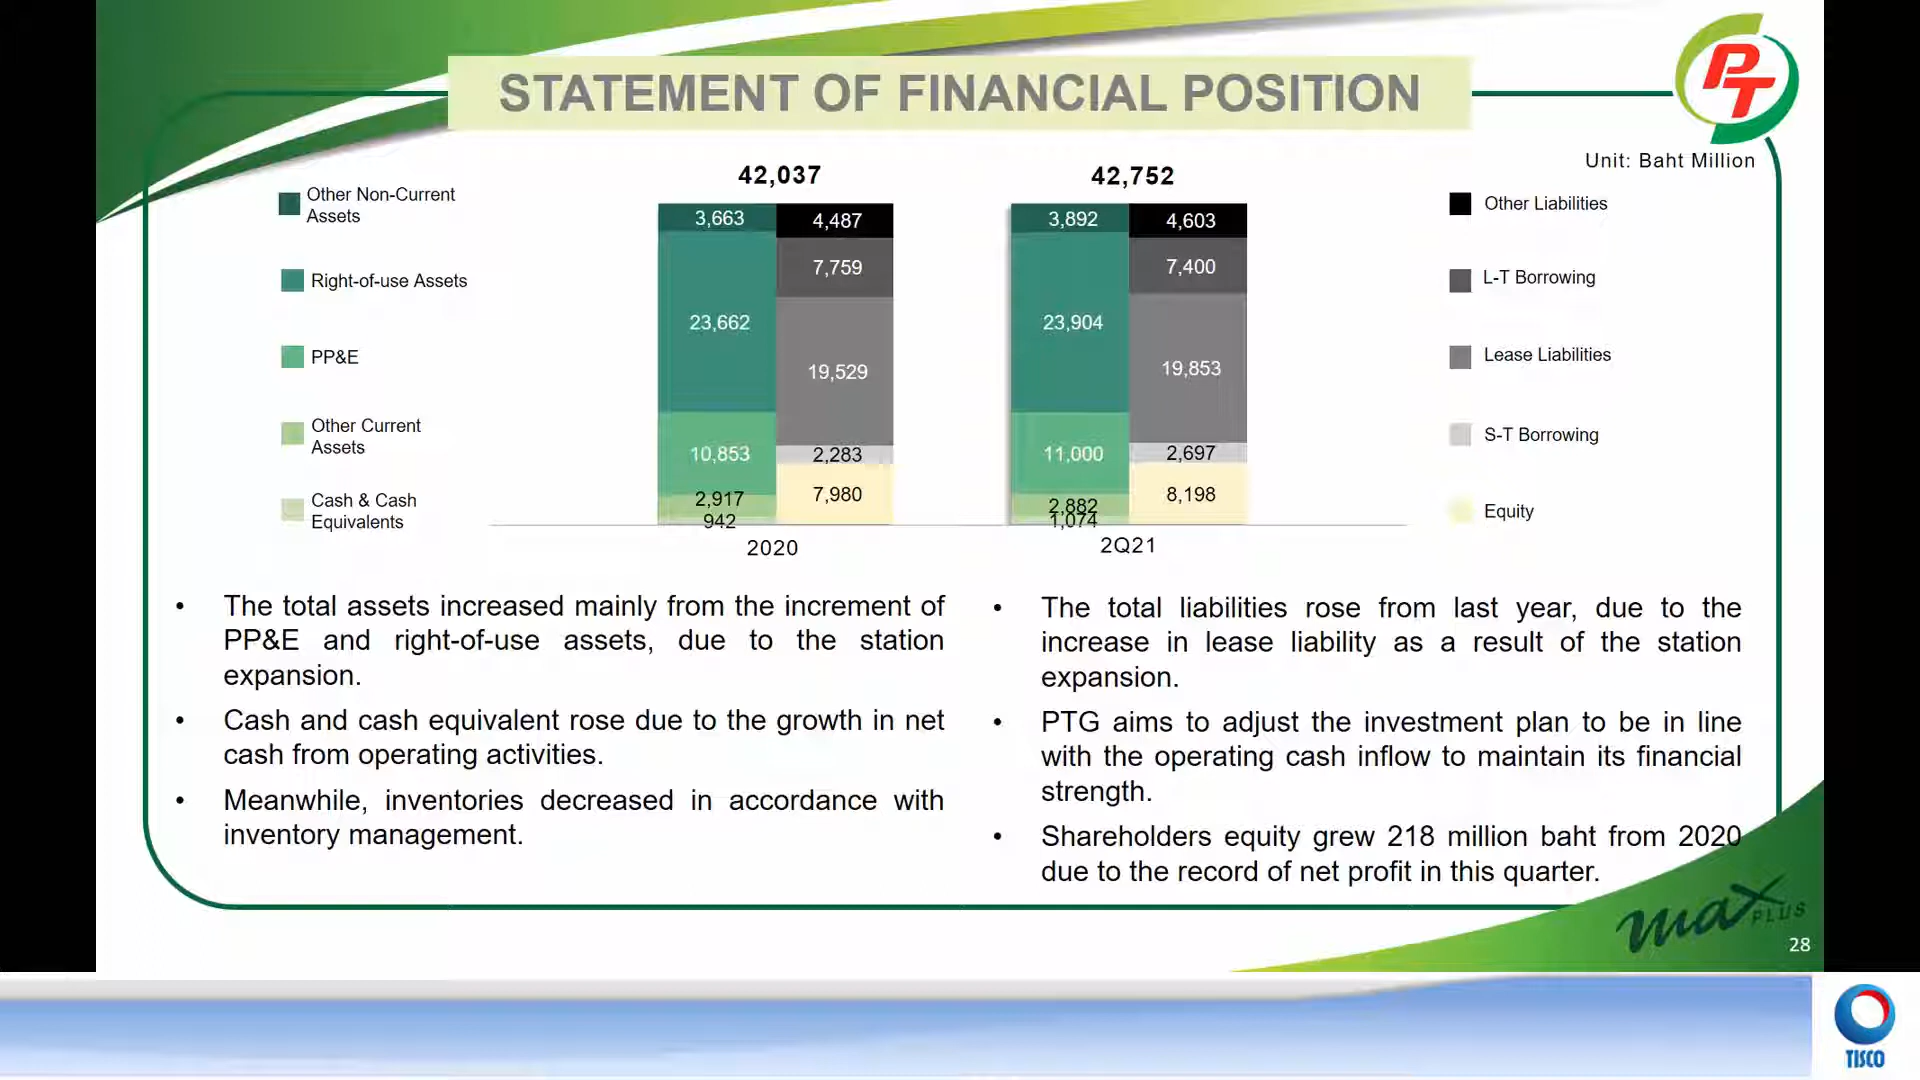 STATEMENT OF FINANCIAL POSITION
PT
Unit: Baht Million
Other Non-Current
Assets
Right-of-use Assets
PP&E
Other Current
Assets
Cash & Cash
Equivalents
42,037
3,663
4,487
7,759
23,662
19,529
10,853
2,283
2,917
7,980
942
2020
42,752
3,892
4,603
7,400
23,904
19,853
11,000
2,697
2,882
8,198
1,074
2Q21
Other Liabilities
L-T Borrowing
Lease Liabilities
S-T Borrowing
Equity
• The total assets increased mainly from the increment of
PP&E and right-of-use assets, due to the station
expansion.
• Cash and cash equivalent rose due to the growth in net
cash from operating activities.
• Meanwhile, inventories decreased in accordance with
inventory management.
• The total liabilities rose from last year, due to the
increase in lease liability as a result of the station
expansion.
• PTG aims to adjust the investment plan to be in line
with the operating cash inflow to maintain its financial
strength.
• Shareholders equity grew 218 million baht from 2020
due to the record of net profit in this quarter.
max PLUS
28
TISCO